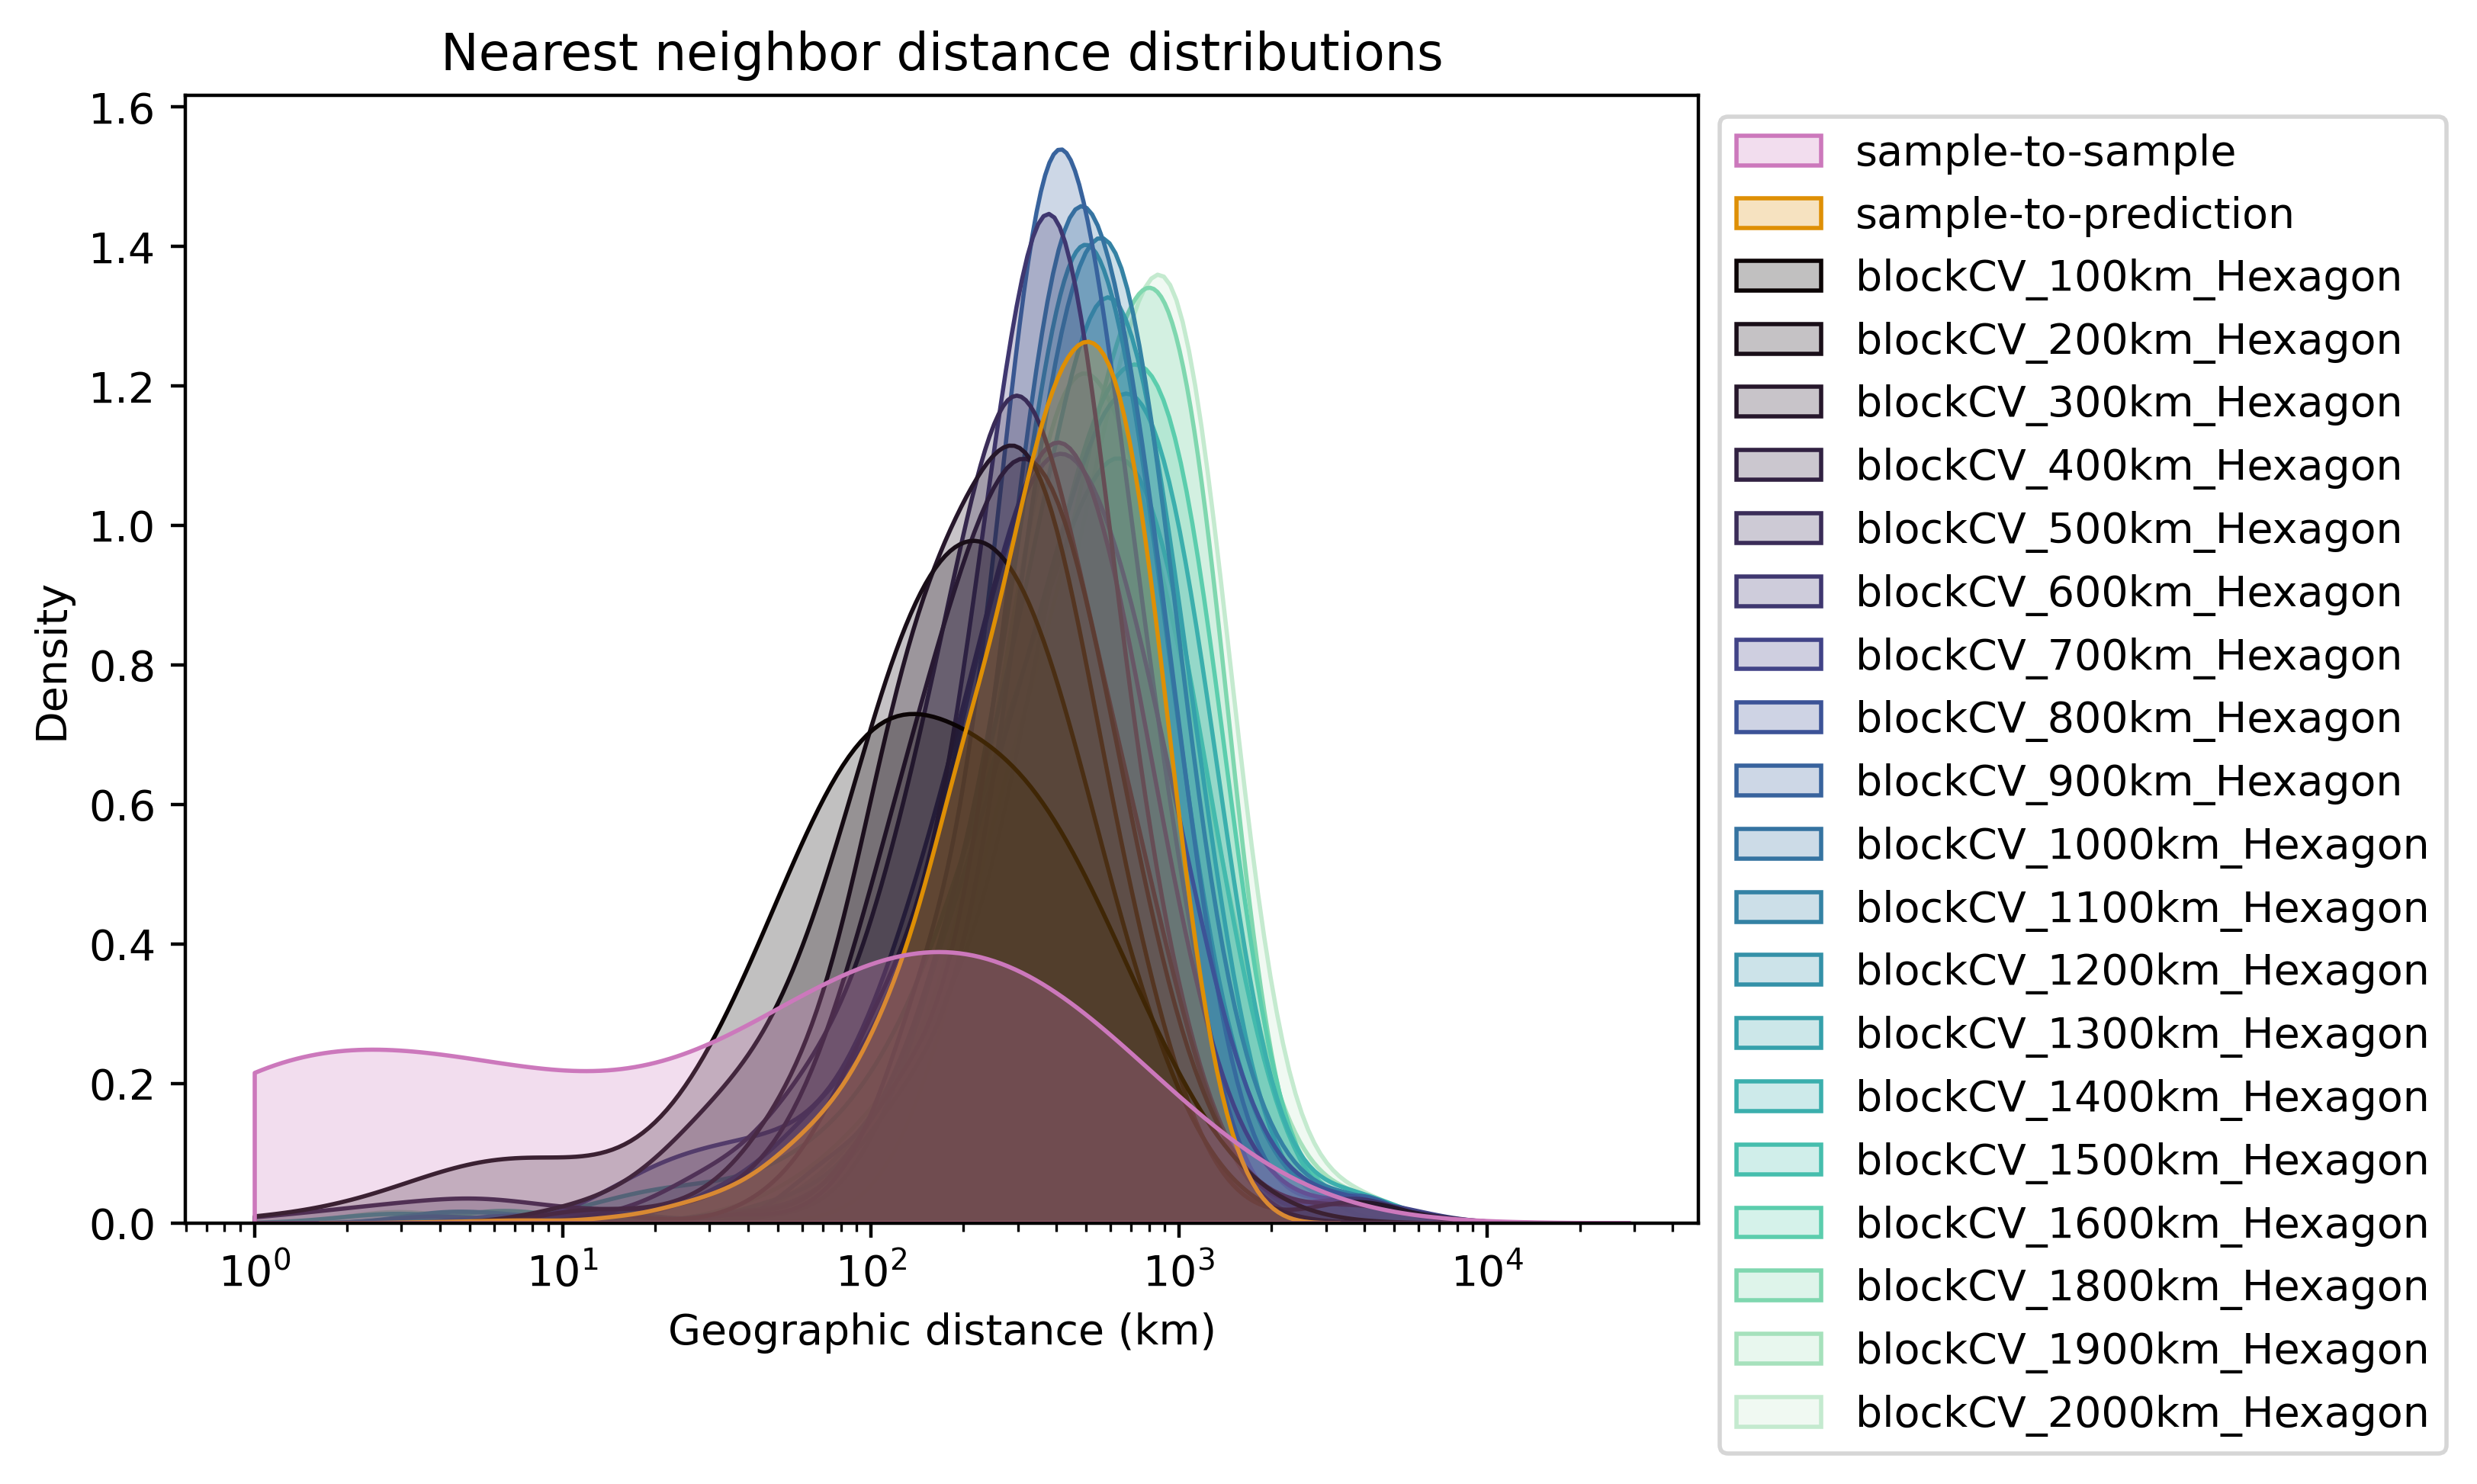 Nearest neighbor distance distributions
1.6
1.4
1.2
1.0
0.8
0.6
0.4
0.2
0.0
Density
10⁰ 10¹ 10² 10³ 10⁴
Geographic distance (km)
sample-to-sample
sample-to-prediction
blockCV_100km_Hexagon
blockCV_200km_Hexagon
blockCV_300km_Hexagon
blockCV_400km_Hexagon
blockCV_500km_Hexagon
blockCV_600km_Hexagon
blockCV_700km_Hexagon
blockCV_800km_Hexagon
blockCV_900km_Hexagon
blockCV_1000km_Hexagon
blockCV_1100km_Hexagon
blockCV_1200km_Hexagon
blockCV_1300km_Hexagon
blockCV_1400km_Hexagon
blockCV_1500km_Hexagon
blockCV_1600km_Hexagon
blockCV_1800km_Hexagon
blockCV_1900km_Hexagon
blockCV_2000km_Hexagon